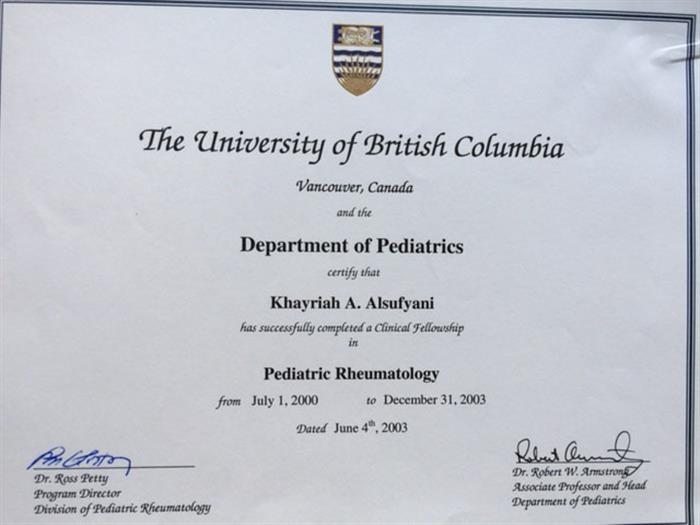 The University of British Columbia
Vancouver, Canada
and the
Department of Pediatrics
certify that
Khayriah A. Alsufyani
has successfully completed a Clinical Fellowship
in
Pediatric Rheumatology
from July 1, 2000 to December 31, 2003
Dated June 4th, 2003
Dr. Ross Petty
Program Director
Division of Pediatric Rheumatology
Dr. Robert W. Armstrong
Associate Professor and Head
Department of Pediatrics